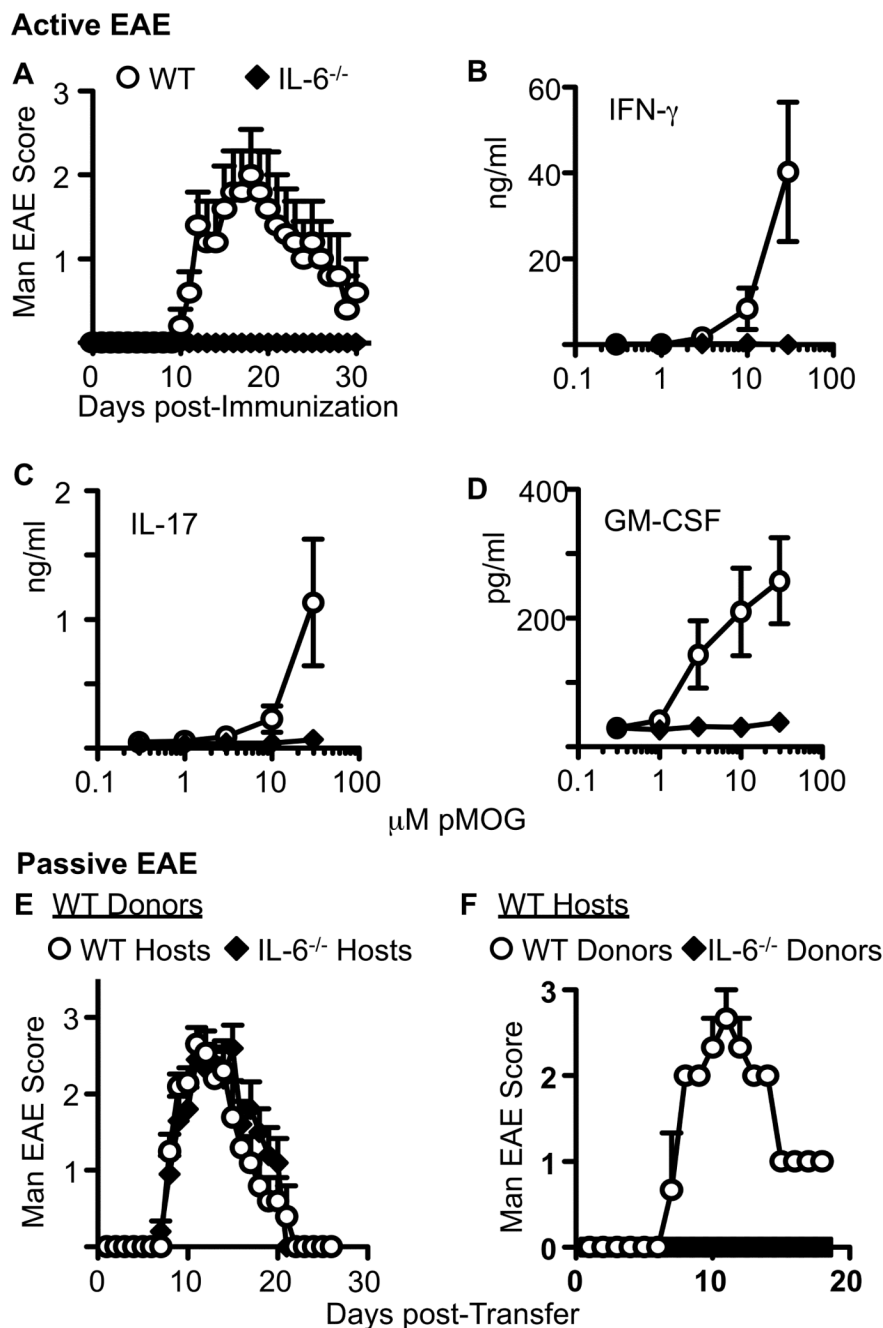 Active EAE
A
WT
IL-6-/-
3
2
1
Man EAE Score
0
10
20
30
Days post-Immunization
B
IFN-γ
60
40
20
0
ng/ml
0.1
1
10
100
C
IL-17
2
1
ng/ml
0.1
1
10
100
D
GM-CSF
400
200
0
pg/ml
0.1
1
10
100
μM pMOG
Passive EAE
E WT Donors
WT Hosts IL-6-/- Hosts
3
2
1
Man EAE Score
0
10
20
30
F WT Hosts
WT Donors IL-6-/- Donors
3
2
1
0
Man EAE Score
0
10
20
Days post-Transfer